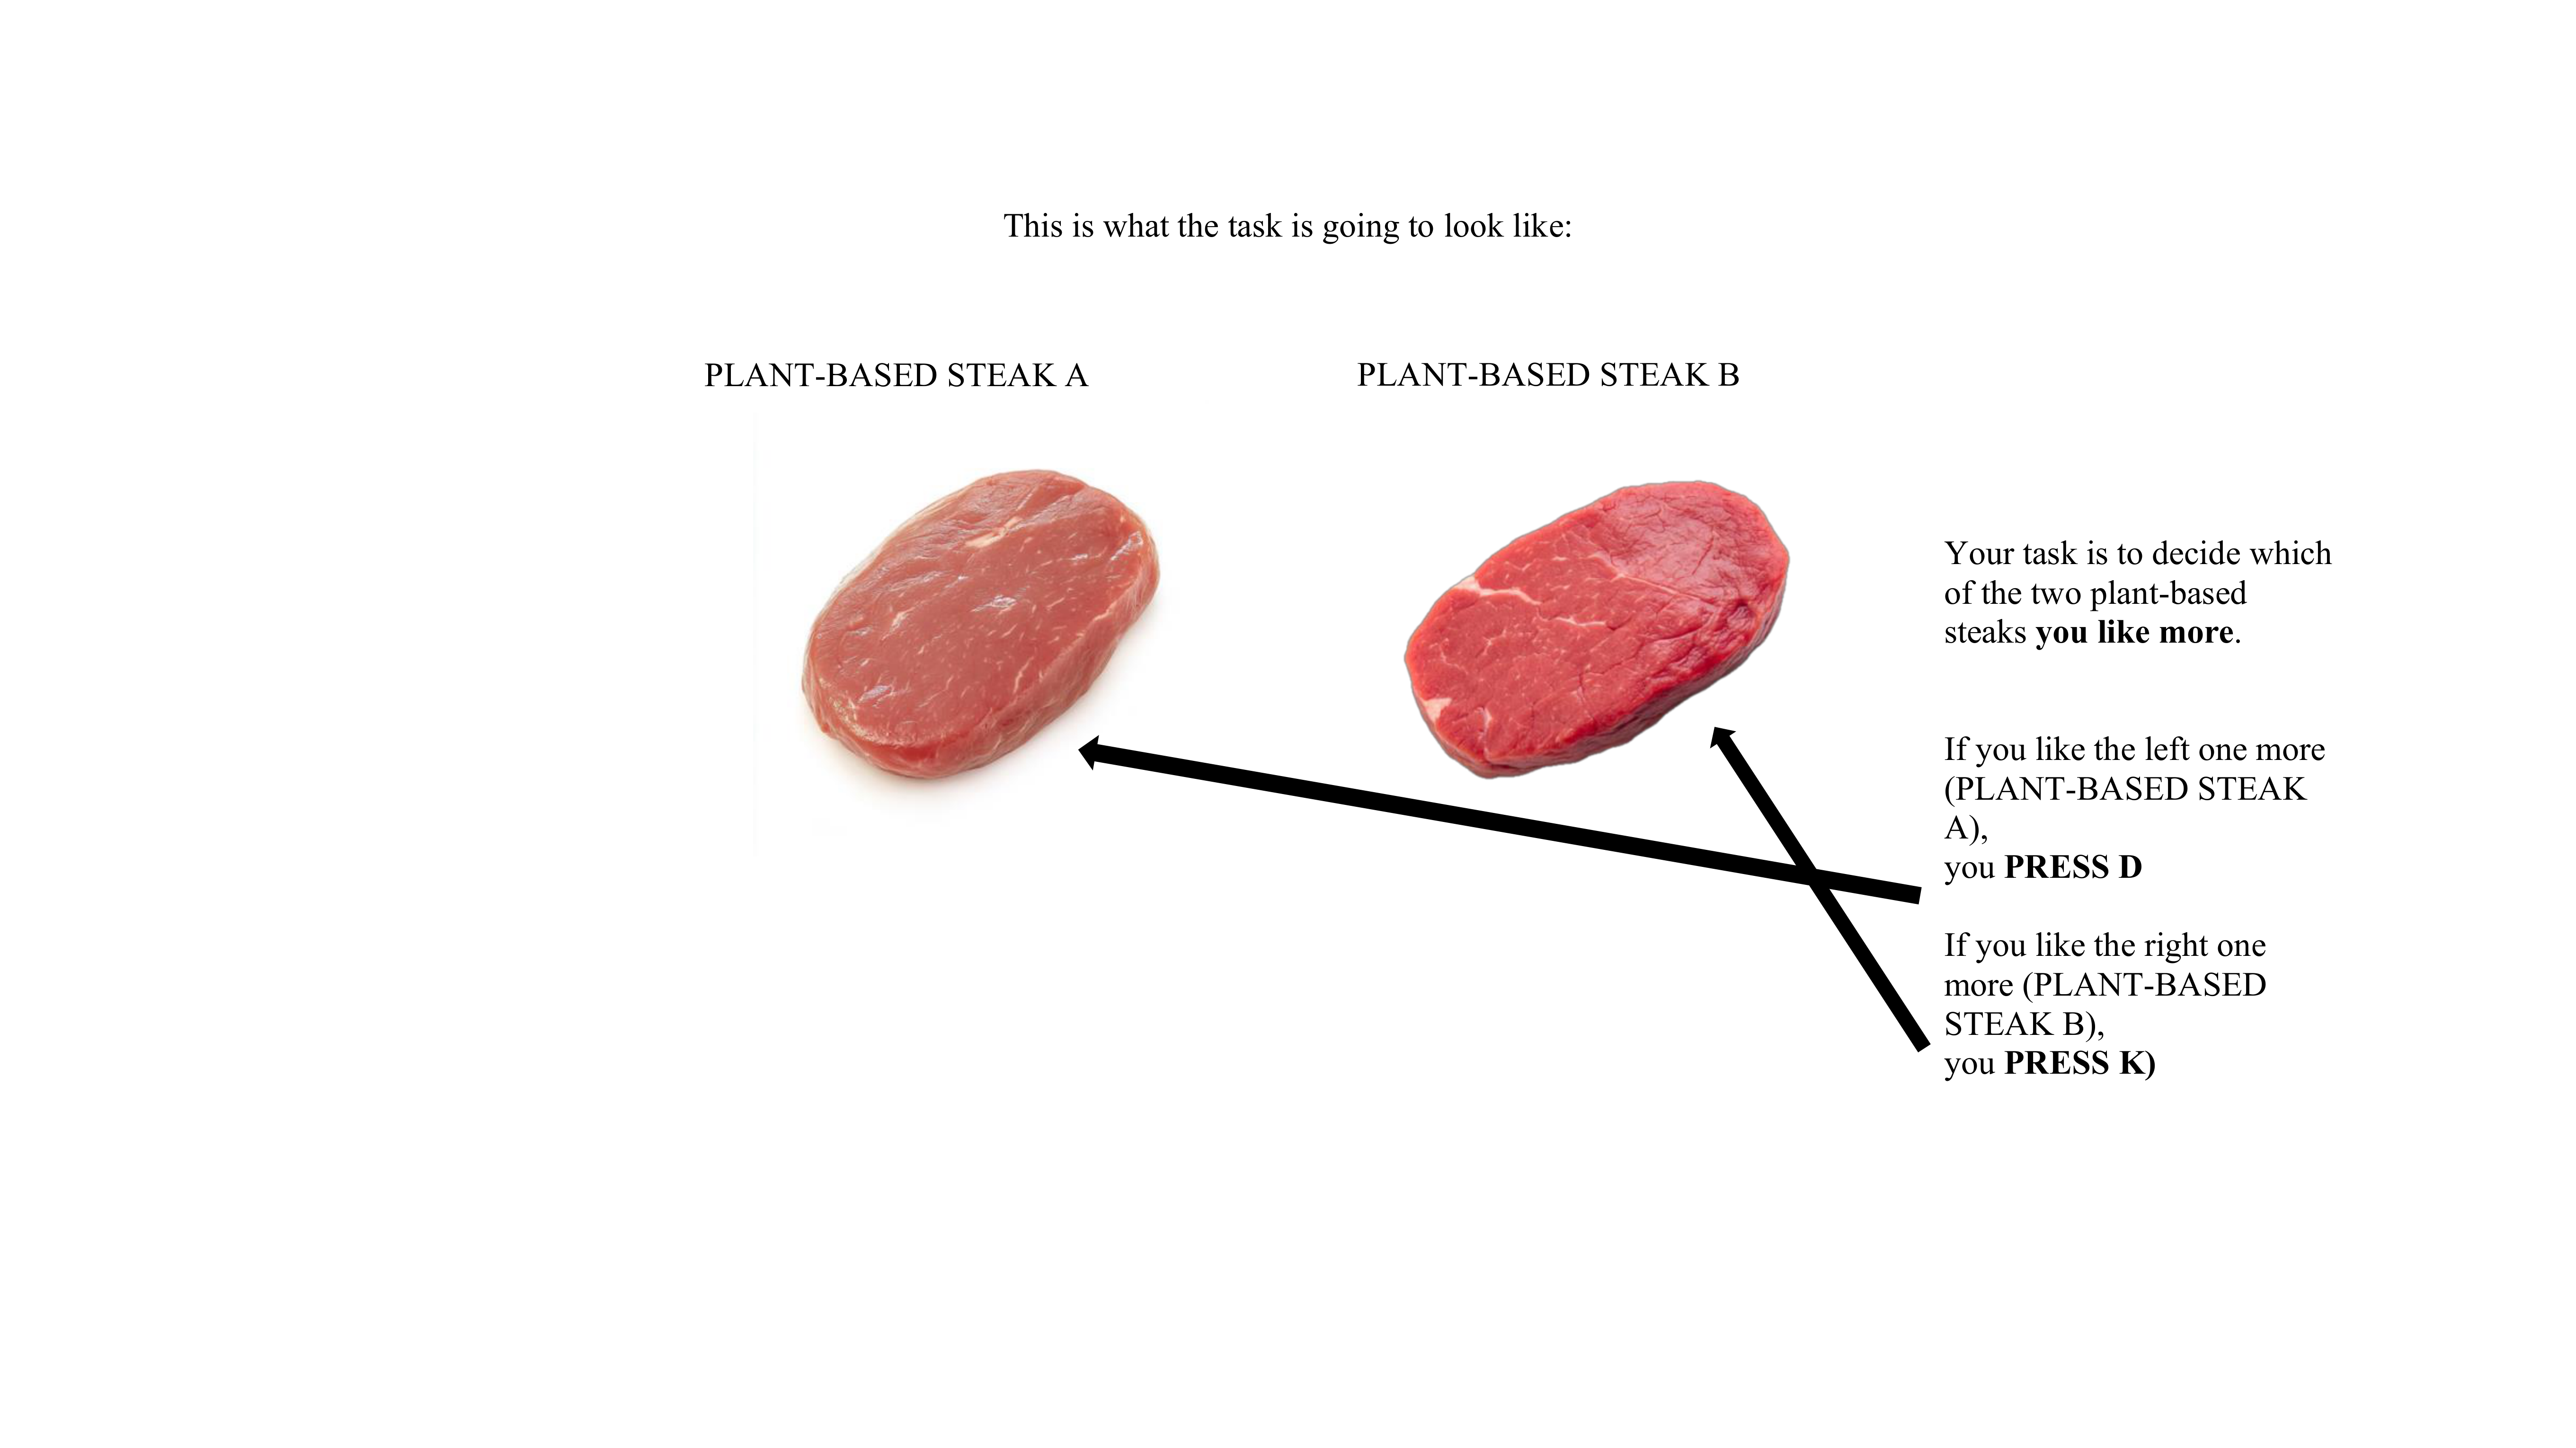 This is what the task is going to look like:
PLANT-BASED STEAK A
PLANT-BASED STEAK B
Your task is to decide which
of the two plant-based
steaks you like more.
If you like the left one more
(PLANT-BASED STEAK
A),
you PRESS D
If you like the right one
more (PLANT-BASED
STEAK B),
you PRESS K)